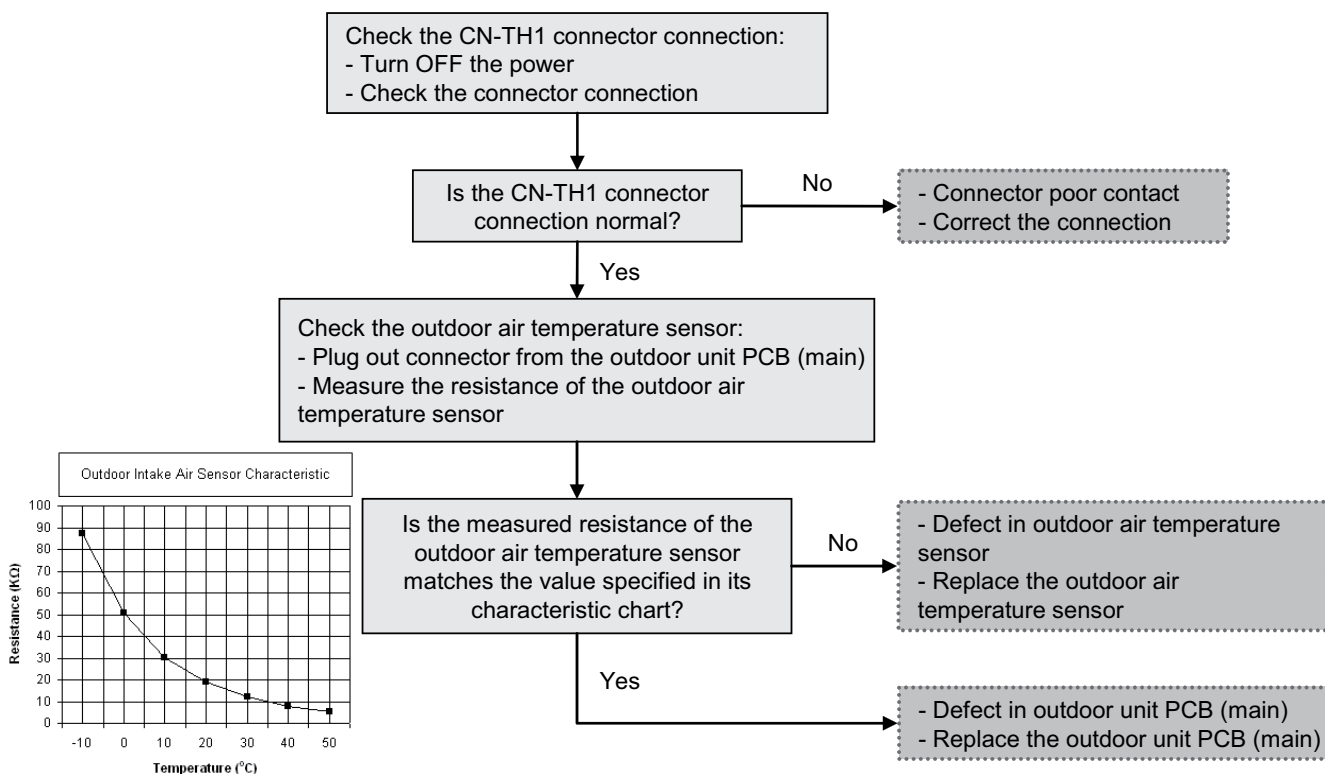 Check the CN-TH1 connector connection:
- Turn OFF the power
- Check the connector connection
Is the CN-TH1 connector
connection normal?
No
- Connector poor contact
- Correct the connection
Yes
Check the outdoor air temperature sensor:
- Plug out connector from the outdoor unit PCB (main)
- Measure the resistance of the outdoor air
temperature sensor
Outdoor Intake Air Sensor Characteristic
Resistance (KΩ)
100
90
80
70
60
50
40
30
20
10
0
-10 0 10 20 30 40 50
Temperature (°C)
Is the measured resistance of the
outdoor air temperature sensor
matches the value specified in its
characteristic chart?
No
- Defect in outdoor air temperature
sensor
- Replace the outdoor air
temperature sensor
Yes
- Defect in outdoor unit PCB (main)
- Replace the outdoor unit PCB (main)